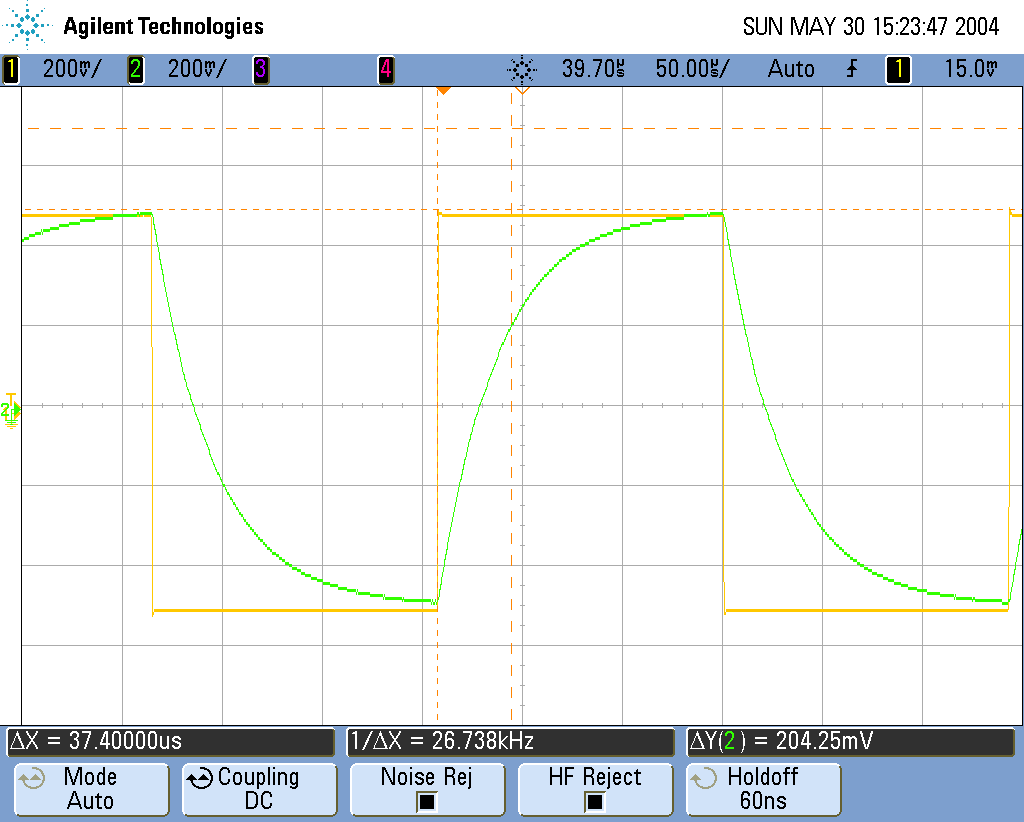 Agilent Technologies SUN MAY 30 15:23:47 2004
1 200mV/ 2 200mV/ 3 4 39.70µs 50.00µs/ Auto 1 15.0mV
2
ΔX = 37.40000us 1/ΔX = 26.738kHz ΔY(2) = 204.25mV
Mode Coupling Noise Rej HF Reject Holdoff
Auto DC 60ns